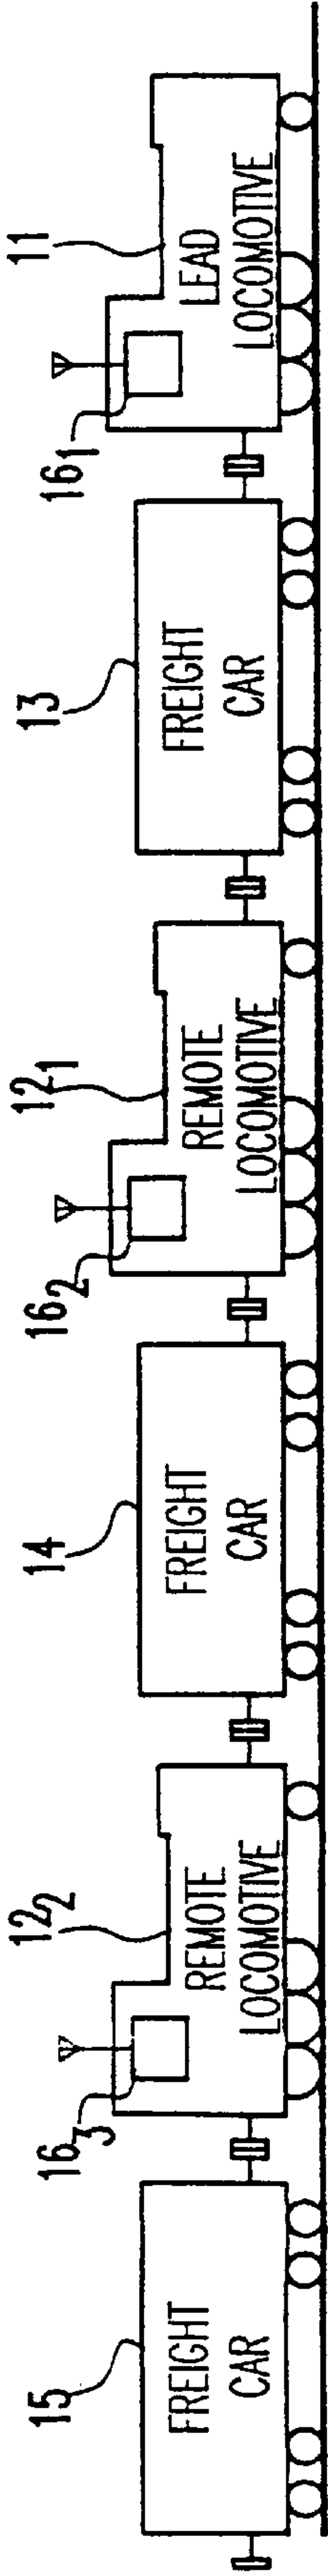 15
FREIGHT
CAR
16₃
12₂
REMOTE
LOCOMOTIVE
14
FREIGHT
CAR
16₂
12₁
REMOTE
LOCOMOTIVE
13
FREIGHT
CAR
16₁
11
LEAD
LOCOMOTIVE